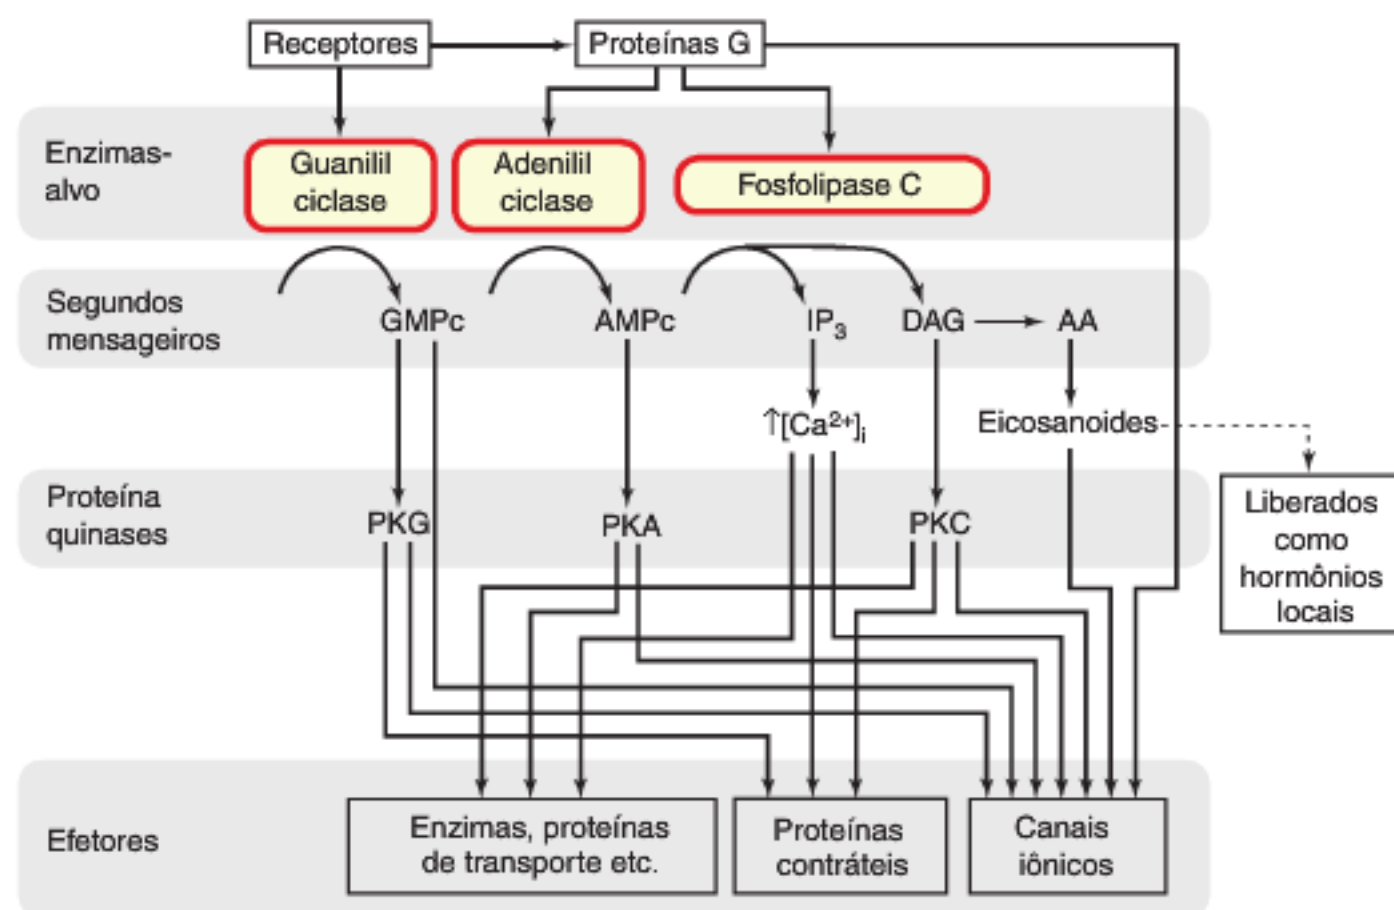 Receptores
Proteínas G
Enzimas-
alvo
Guanilil
ciclase
Adenilil
ciclase
Fosfolipase C
Segundos
mensageiros
GMPc
AMPc
IP₃
DAG
AA
↑[Ca²⁺]ᵢ
Eicosanoides
Liberados
como
hormônios
locais
Proteína
quinases
PKG
PKA
PKC
Efetores
Enzimas, proteínas
de transporte etc.
Proteínas
contráteis
Canais
iônicos